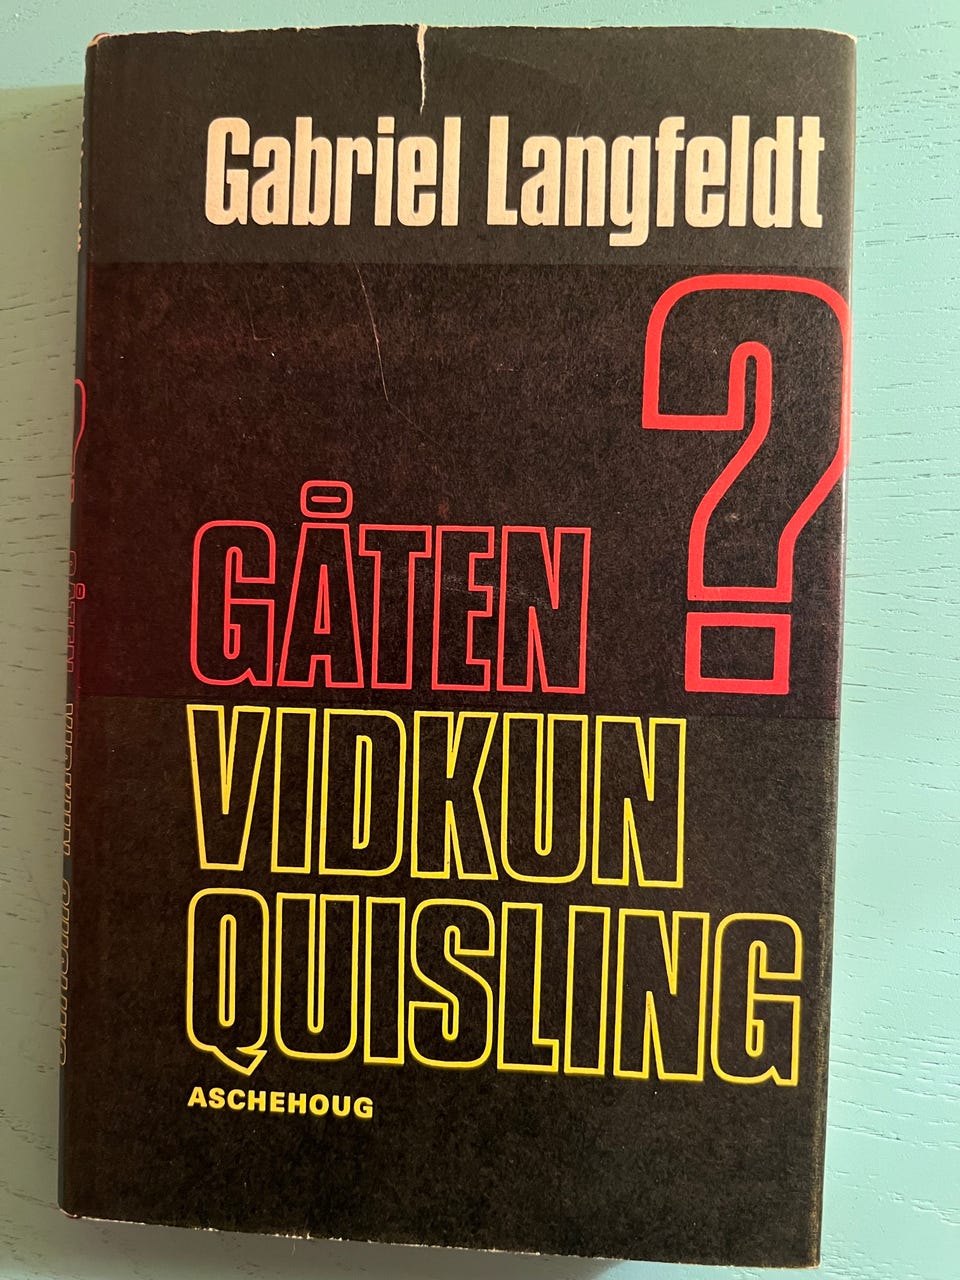 Gabriel Langfeldt
?
GÅTEN
VIDKUN
QUISLING
ASCHEHOUG